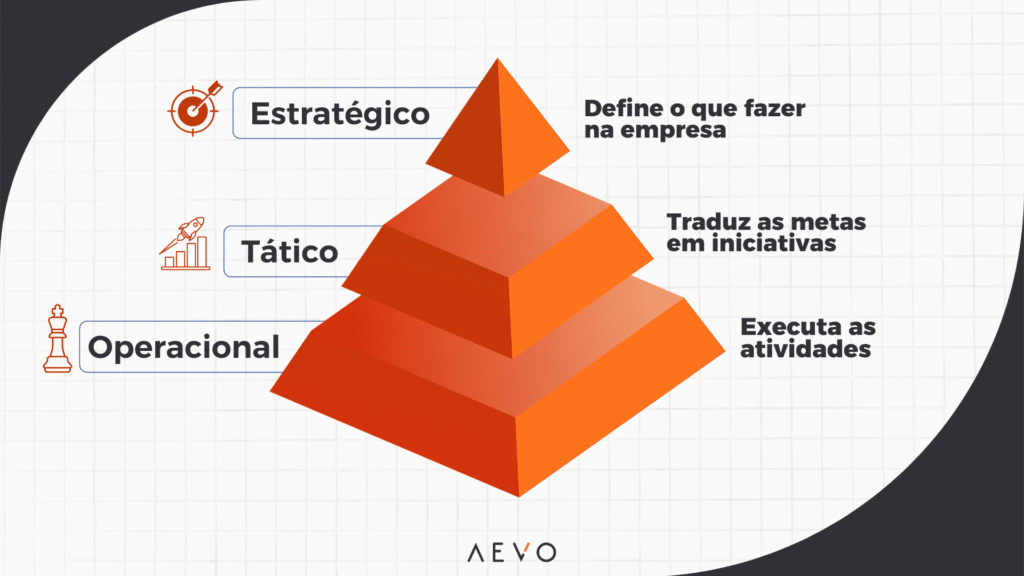 Estratégico
Define o que fazer
na empresa
Tático
Traduz as metas
em iniciativas
Operacional
Executa as
atividades
AEVO